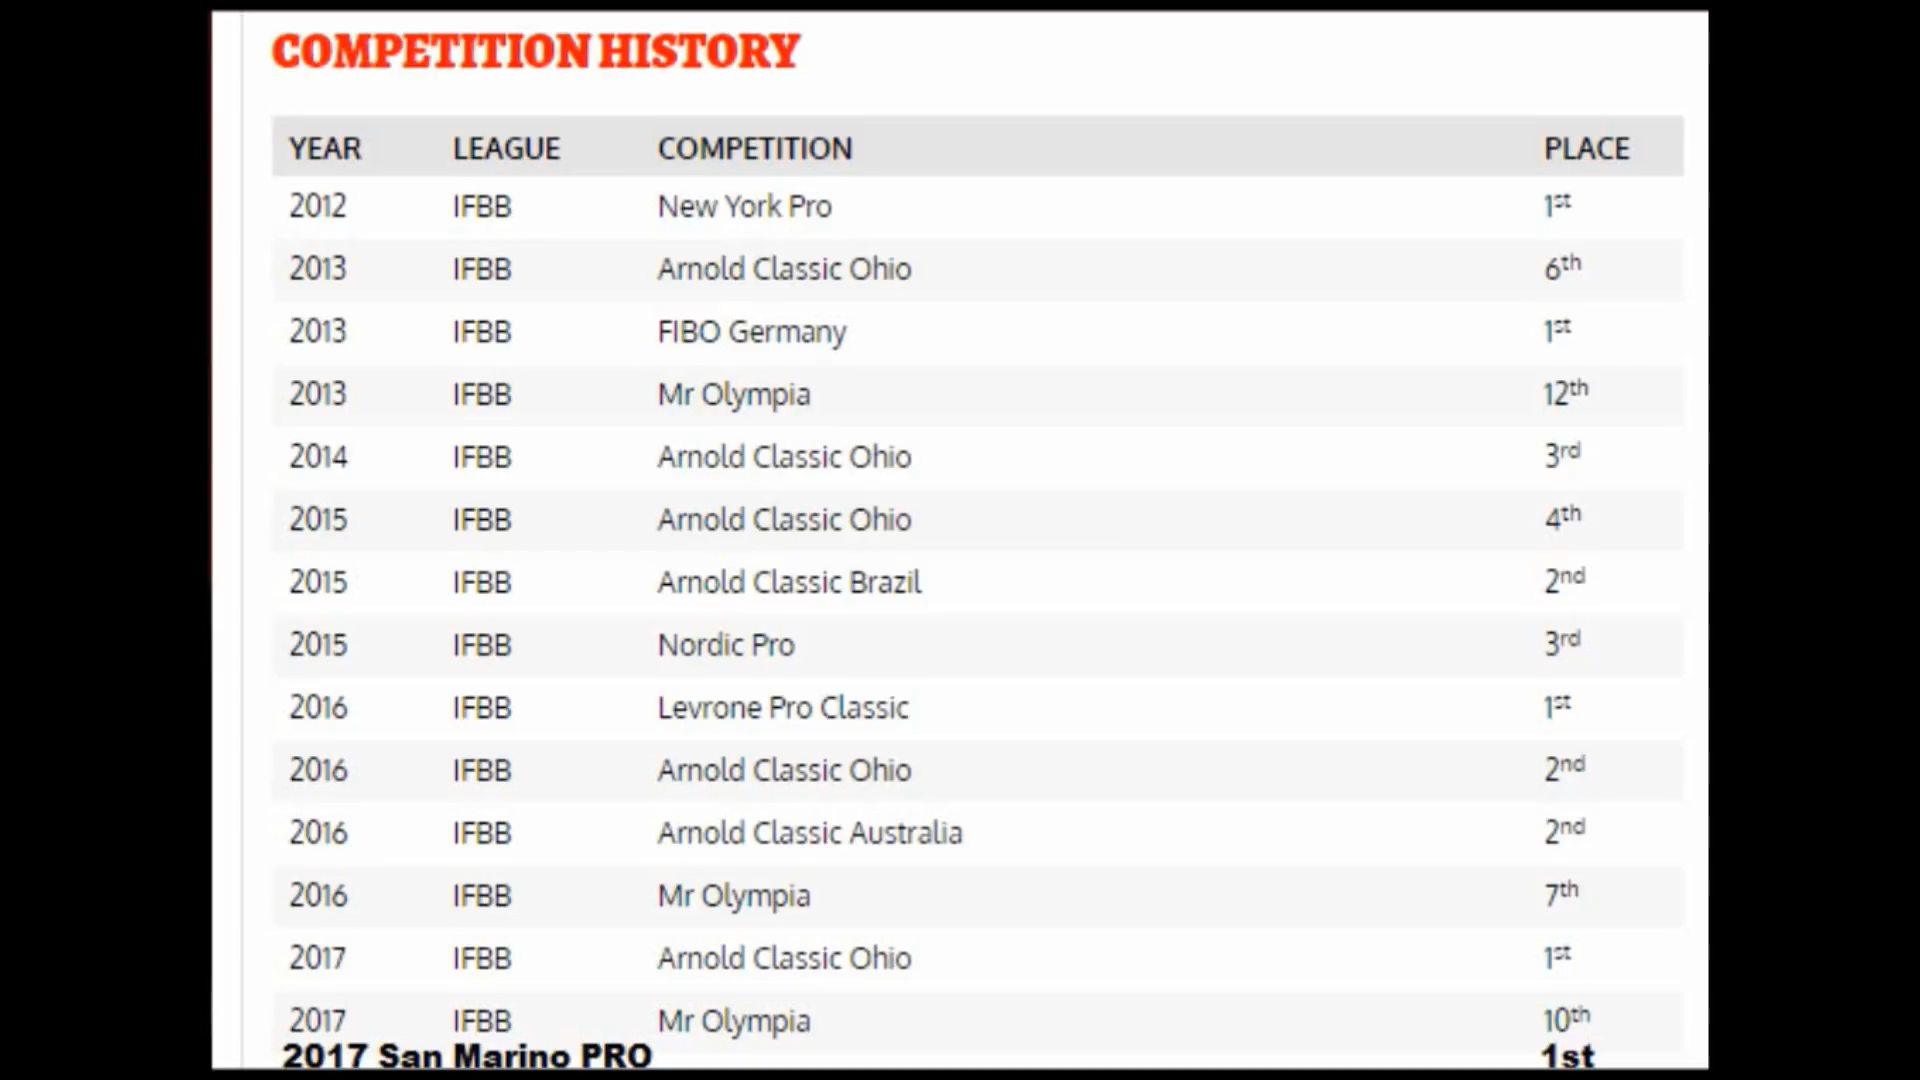 COMPETITION HISTORY
YEAR LEAGUE COMPETITION PLACE
2012 IFBB New York Pro 1st
2013 IFBB Arnold Classic Ohio 6th
2013 IFBB FIBO Germany 1st
2013 IFBB Mr Olympia 12th
2014 IFBB Arnold Classic Ohio 3rd
2015 IFBB Arnold Classic Ohio 4th
2015 IFBB Arnold Classic Brazil 2nd
2015 IFBB Nordic Pro 3rd
2016 IFBB Levrone Pro Classic 1st
2016 IFBB Arnold Classic Ohio 2nd
2016 IFBB Arnold Classic Australia 2nd
2016 IFBB Mr Olympia 7th
2017 IFBB Arnold Classic Ohio 1st
2017 IFBB Mr Olympia 10th
2017 San Marino PRO 1st